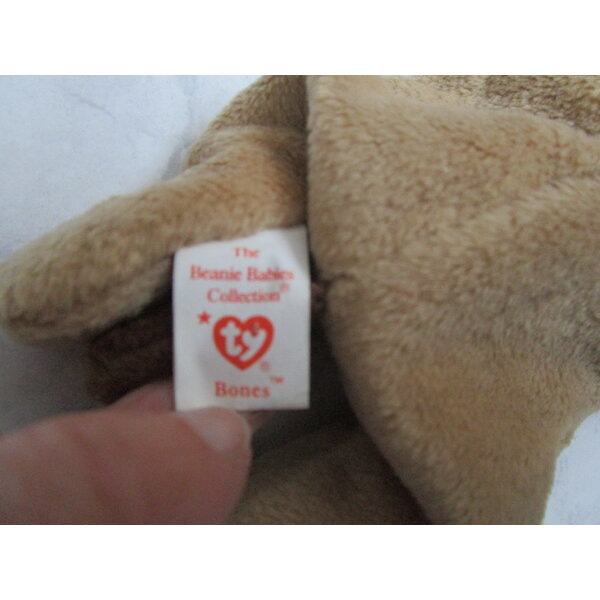 The
Beanie Babies
Collection®
★ ty ®
Bones™